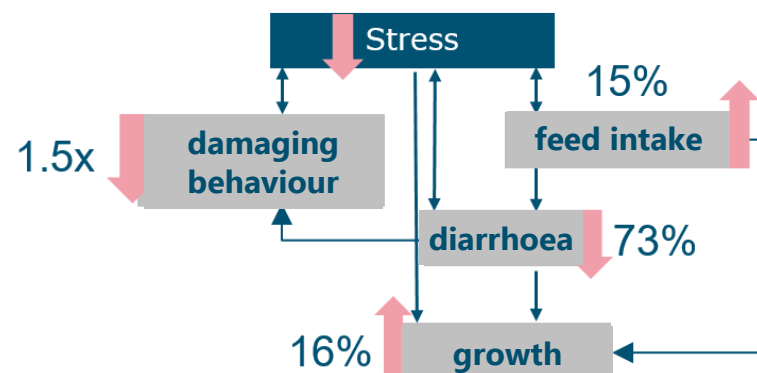 Stress
15%
feed intake
1.5x
damaging
behaviour
diarrhoea
73%
16%
growth